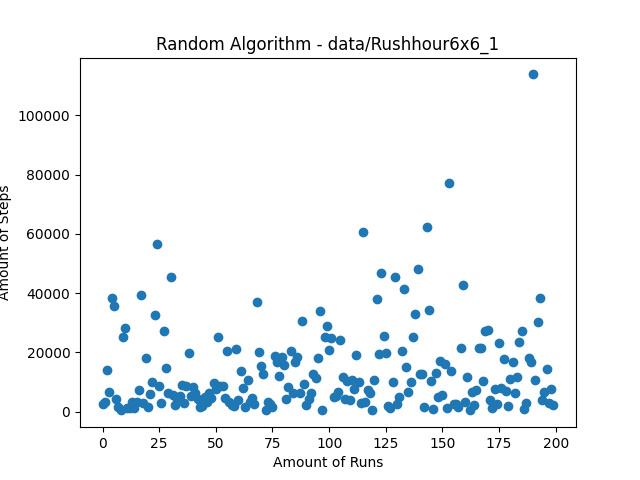 Random Algorithm - data/Rushhour6x6_1
100000
80000
60000
40000
20000
0
Amount of Steps
0 25 50 75 100 125 150 175 200
Amount of Runs